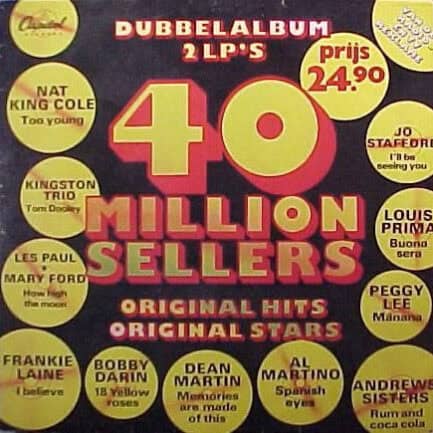 Capitol
DUBBELALBUM
2 LP'S
prijs
24.90
40
MILLION
SELLERS
ORIGINAL HITS
ORIGINAL STARS
NAT
KING COLE
Too young
KINGSTON
TRIO
Tom Dooley
LES PAUL
MARY FORD
How high
the moon
FRANKIE
LAINE
I believe
BOBBY
DARIN
18 Yellow
roses
DEAN
MARTIN
Memories
are made
of this
AL
MARTINO
Spanish
eyes
JO
STAFFORD
I'll be
seeing you
LOUIS
PRIMA
Buona
sera
PEGGY
LEE
Mañana
ANDREWS
SISTERS
Rum and
coca cola